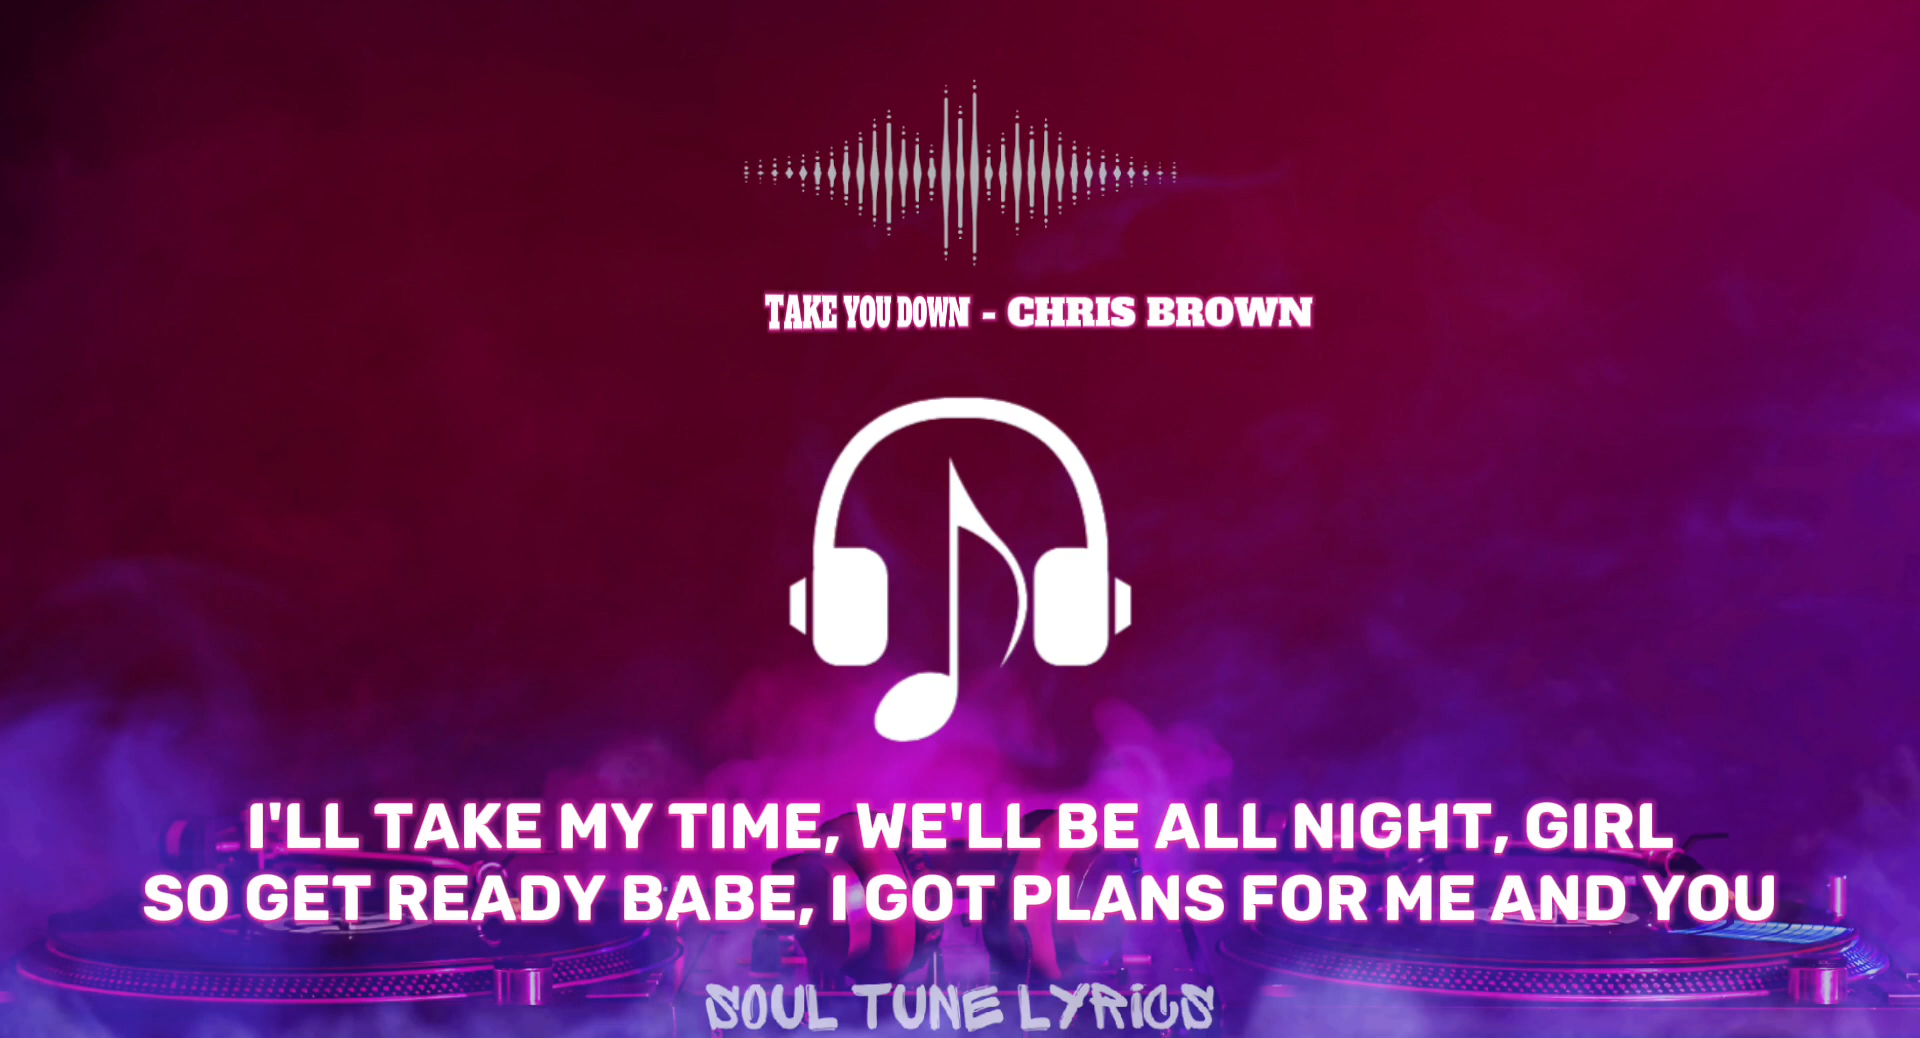 TAKE YOU DOWN - CHRIS BROWN
I'LL TAKE MY TIME, WE'LL BE ALL NIGHT, GIRL
SO GET READY BABE, I GOT PLANS FOR ME AND YOU
SOUL TUNE LYRICS